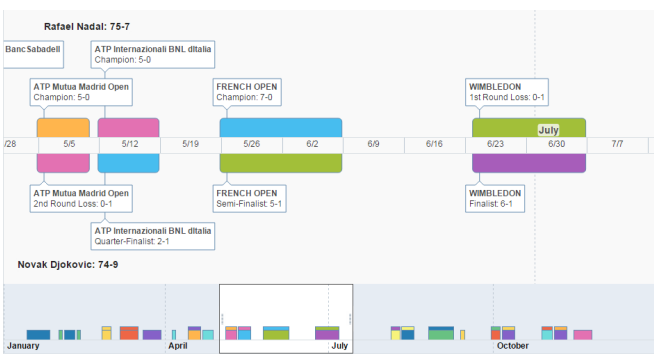 Rafael Nadal: 75-7
Banc Sabadell
ATP Internazionali BNL dItalia
Champion: 5-0
ATP Mutua Madrid Open
Champion: 5-0
FRENCH OPEN
Champion: 7-0
WIMBLEDON
1st Round Loss: 0-1
July
/28 5/5 5/12 5/19 5/26 6/2 6/9 6/16 6/23 6/30 7/7
ATP Mutua Madrid Open
2nd Round Loss: 0-1
FRENCH OPEN
Semi-Finalist: 5-1
WIMBLEDON
Finalist: 6-1
ATP Internazionali BNL dItalia
Quarter-Finalist: 2-1
Novak Djokovic: 74-9
January April July October